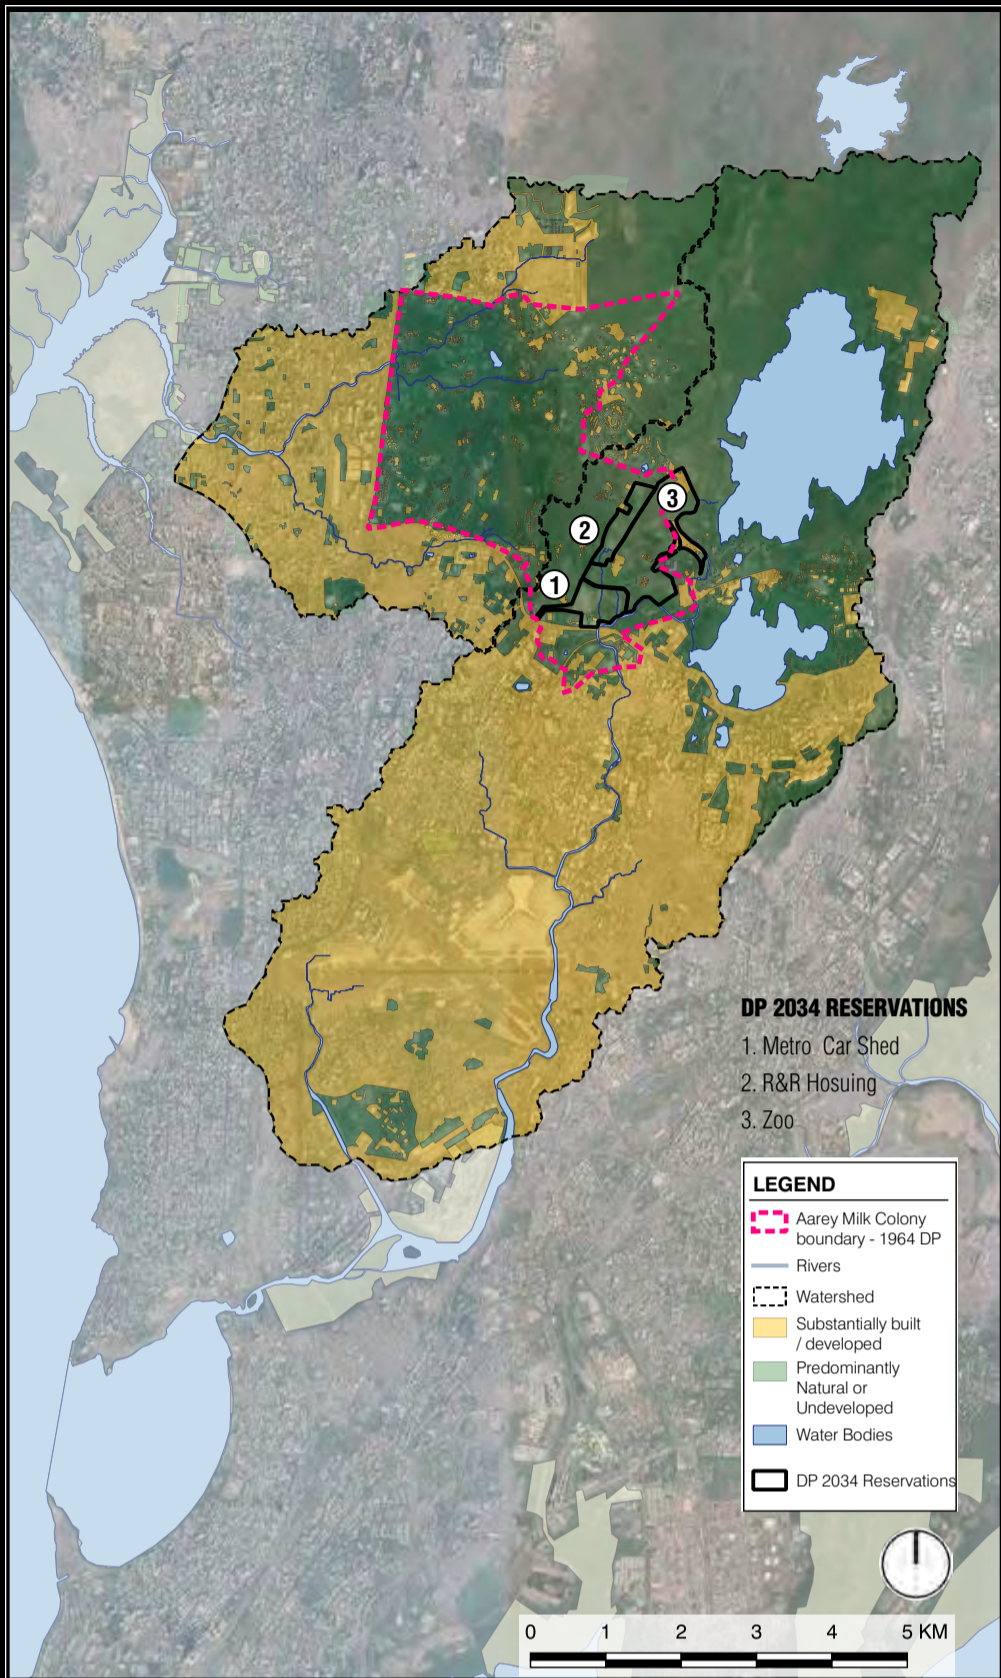 3
2
1
DP 2034 RESERVATIONS
1. Metro Car Shed
2. R&R Hosuing
3. Zoo
LEGEND
Aarey Milk Colony
boundary - 1964 DP
Rivers
Watershed
Substantially built
/ developed
Predominantly
Natural or
Undeveloped
Water Bodies
DP 2034 Reservations
0 1 2 3 4 5 KM